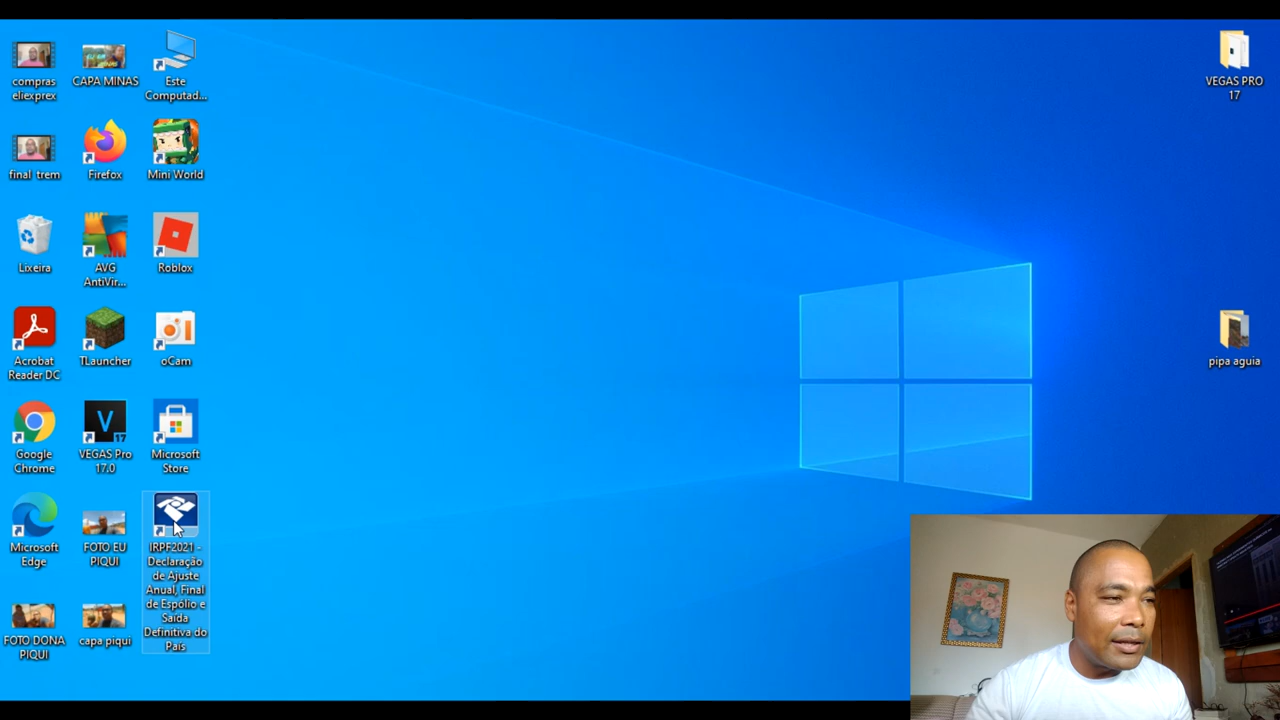 compras
eliexprex
CAPA MINAS
Este
Computad...
VEGAS PRO
17
final trem
Firefox
Mini World
Lixeira
AVG
AntiVir...
Roblox
Acrobat
Reader DC
TLauncher
oCam
pipa aguia
Google
Chrome
V
17
VEGAS Pro
17.0
Microsoft
Store
Microsoft
Edge
FOTO EU
PIQUI
IRPF2021 -
Declaração
de Ajuste
Anual, Final
de Espólio e
Saída
Definitiva do
País
FOTO DONA
PIQUI
capa piqui